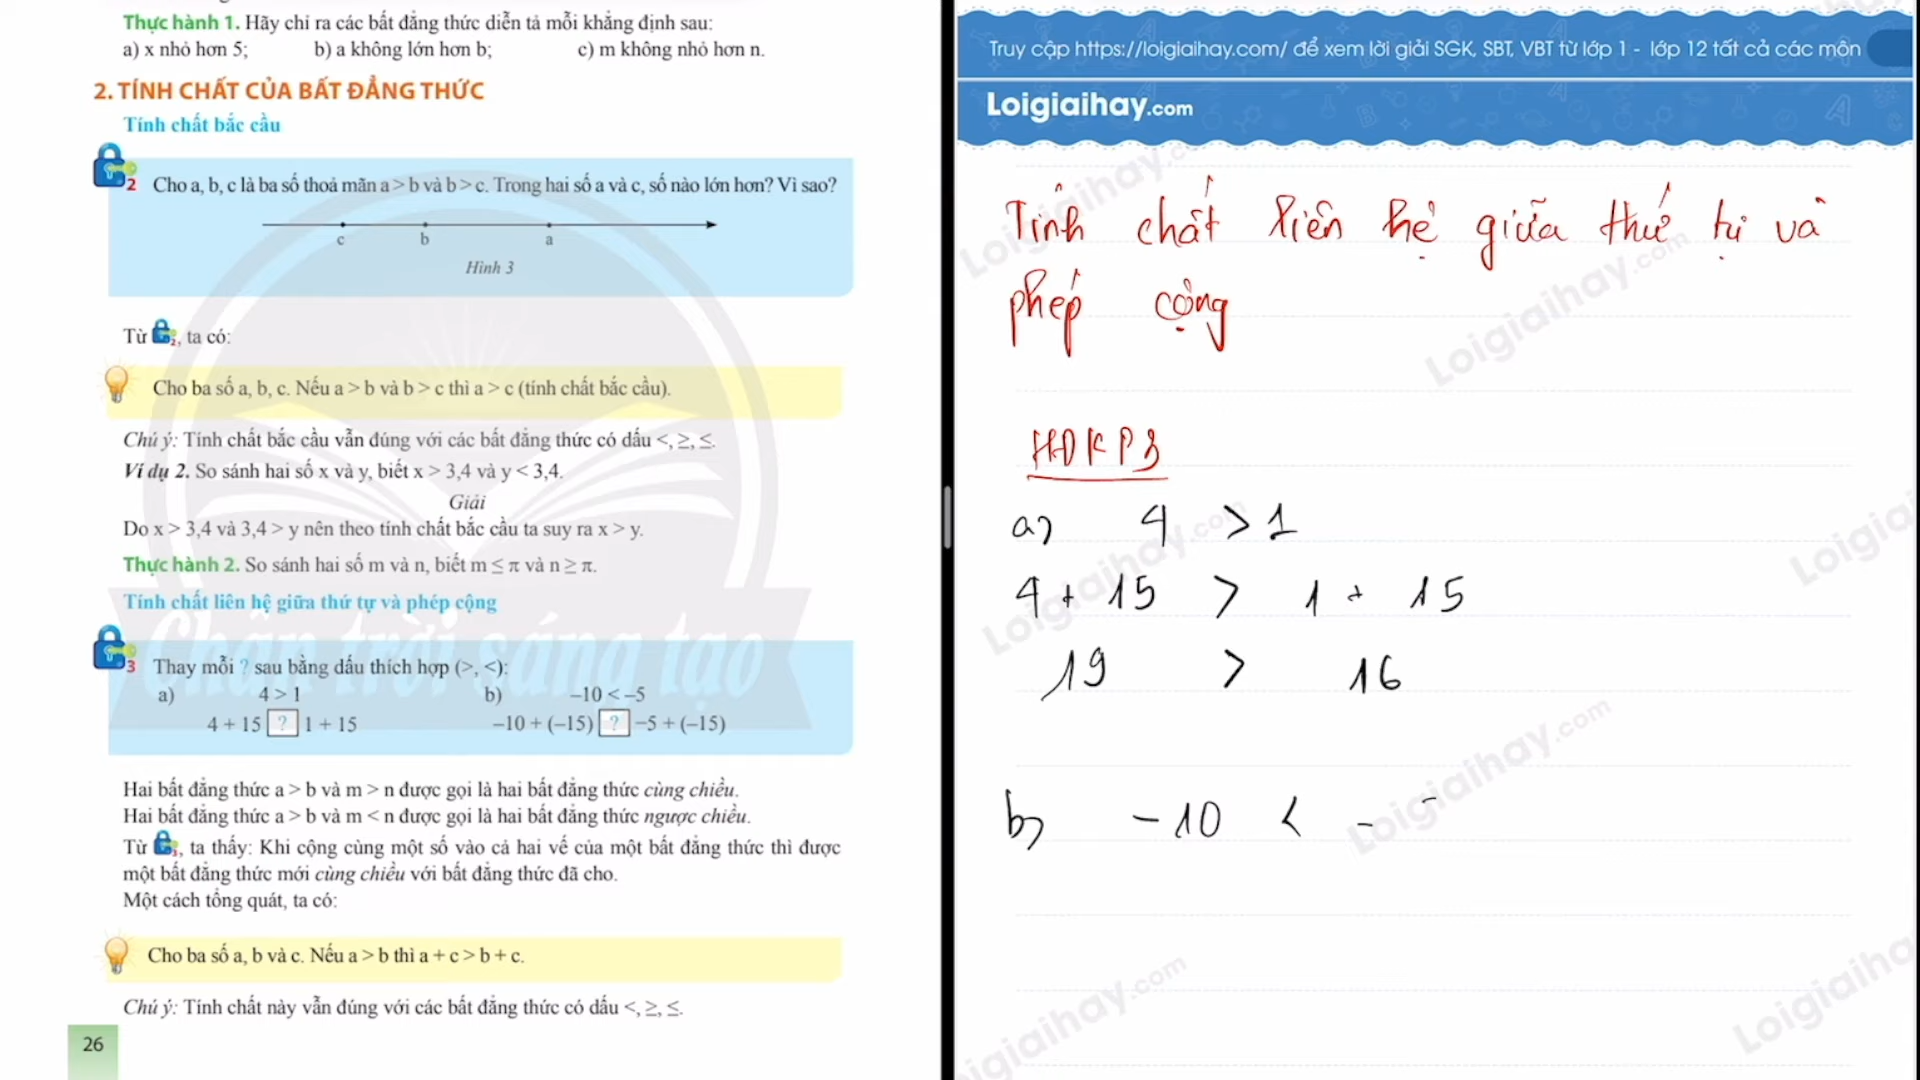 Thực hành 1. Hãy chỉ ra các bất đẳng thức diễn tả mỗi khẳng định sau:
a) x nhỏ hơn 5; b) a không lớn hơn b; c) m không nhỏ hơn n.
2. TÍNH CHẤT CỦA BẤT ĐẲNG THỨC
Tính chất bắc cầu
2 Cho a, b, c là ba số thoả mãn a > b và b > c. Trong hai số a và c, số nào lớn hơn? Vì sao?
c b a
Hình 3
Từ 2, ta có:
Cho ba số a, b, c. Nếu a > b và b > c thì a > c (tính chất bắc cầu).
Chú ý: Tính chất bắc cầu vẫn đúng với các bất đẳng thức có dấu <, ≥, ≤.
Ví dụ 2. So sánh hai số x và y, biết x > 3,4 và y < 3,4.
Giải
Do x > 3,4 và 3,4 > y nên theo tính chất bắc cầu ta suy ra x > y.
Thực hành 2. So sánh hai số m và n, biết m ≤ π và n ≥ π.
Tính chất liên hệ giữa thứ tự và phép cộng
3 Thay mỗi ? sau bằng dấu thích hợp (>, <):
a) 4 > 1 b) –10 < –5
4 + 15 ? 1 + 15 –10 + (–15) ? –5 + (–15)
Hai bất đẳng thức a > b và m > n được gọi là hai bất đẳng thức cùng chiều.
Hai bất đẳng thức a > b và m < n được gọi là hai bất đẳng thức ngược chiều.
Từ 3, ta thấy: Khi cộng cùng một số vào cả hai vế của một bất đẳng thức thì được
một bất đẳng thức mới cùng chiều với bất đẳng thức đã cho.
Một cách tổng quát, ta có:
Cho ba số a, b và c. Nếu a > b thì a + c > b + c.
Chú ý: Tính chất này vẫn đúng với các bất đẳng thức có dấu <, ≥, ≤.
26
Chân trời sáng tạo
Truy cập https://loigiaihay.com/ để xem lời giải SGK, SBT, VBT từ lớp 1 - lớp 12 tất cả các môn
Loigiaihay.com
Tính chất liên hệ giữa thứ tự và
phép cộng
HĐKP3
a) 4 > 1
4 + 15 > 1 + 15
19 > 16
b) -10 < -
Loigiaihay.com
Loigiaihay.com
Loigiaihay.com
Loigiaihay.com
Loigiaihay.com